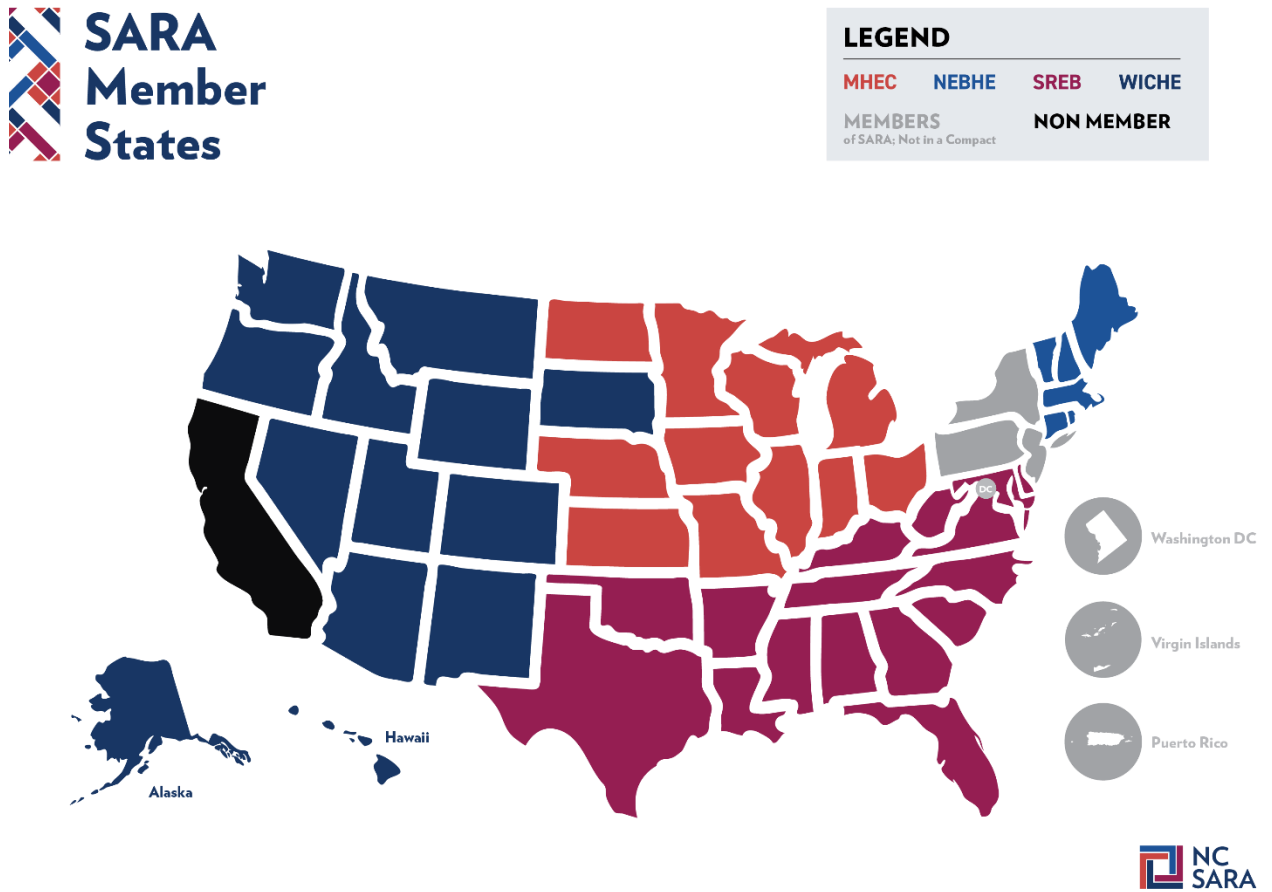 SARA
Member
States
LEGEND
MHEC NEBHE SREB WICHE
MEMBERS NON MEMBER
of SARA; Not in a Compact
DC
Washington DC
Virgin Islands
Puerto Rico
Hawaii
Alaska
NC
SARA